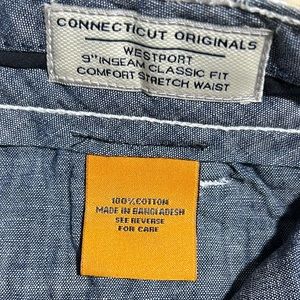 CONNECTICUT ORIGINALS
WESTPORT
9" INSEAM CLASSIC FIT
COMFORT STRETCH WAIST
100% COTTON
MADE IN BANGLADESH
SEE REVERSE
FOR CARE